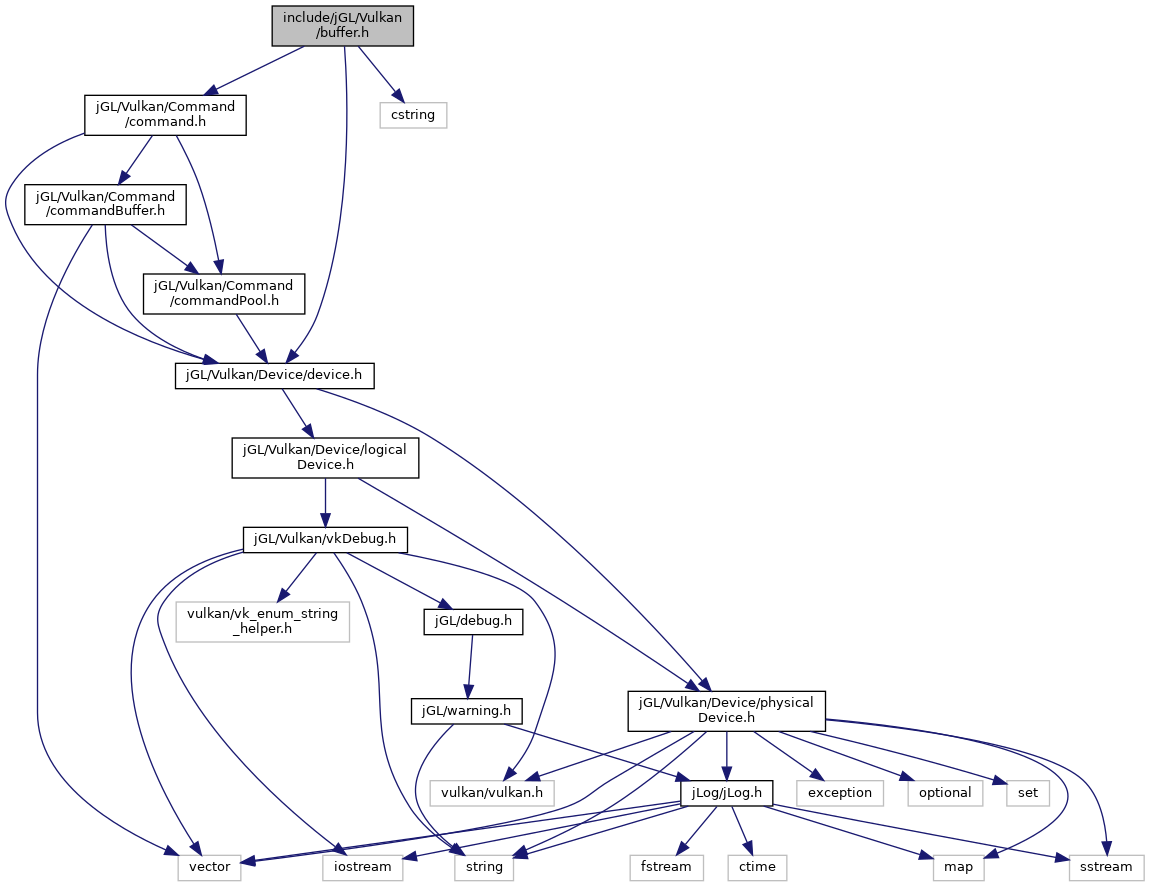 include/jGL/Vulkan
/buffer.h
jGL/Vulkan/Command
/command.h
cstring
jGL/Vulkan/Command
/commandBuffer.h
jGL/Vulkan/Command
/commandPool.h
jGL/Vulkan/Device/device.h
jGL/Vulkan/Device/logical
Device.h
jGL/Vulkan/vkDebug.h
vulkan/vk_enum_string
_helper.h
jGL/debug.h
jGL/warning.h
jGL/Vulkan/Device/physical
Device.h
vulkan/vulkan.h
jLog/jLog.h
exception
optional
set
vector
iostream
string
fstream
ctime
map
sstream